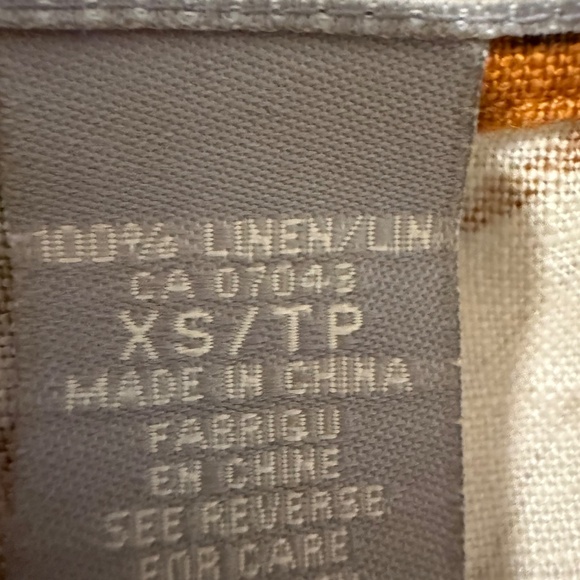 100% LINEN/LIN
CA 07043
XS/TP
MADE IN CHINA
FABRIQU
EN CHINE
SEE REVERSE
FOR CARE